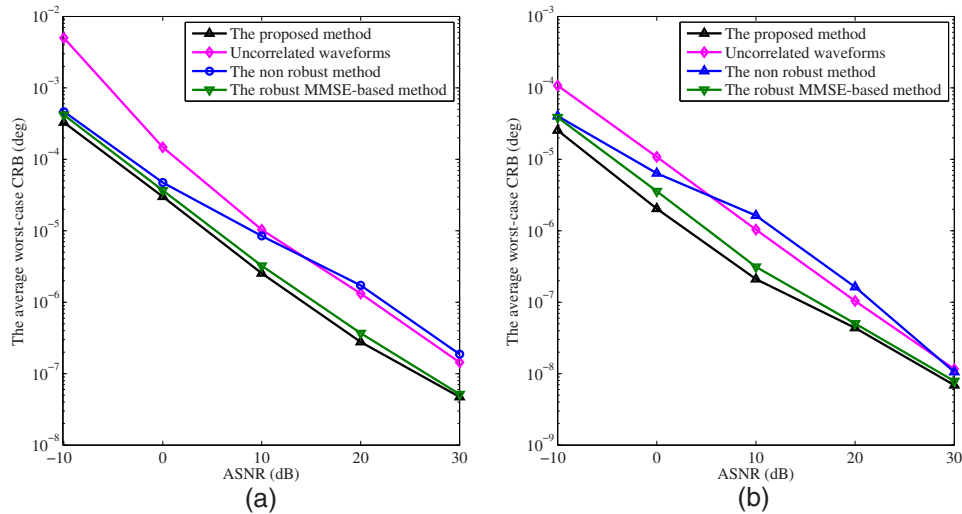 10⁻²
10⁻³
10⁻⁴
10⁻⁵
10⁻⁶
10⁻⁷
10⁻⁸
The average worst-case CRB (deg)
The proposed method
Uncorrelated waveforms
The non robust method
The robust MMSE-based method
−10 0 10 20 30
ASNR (dB)
(a)
10⁻³
10⁻⁴
10⁻⁵
10⁻⁶
10⁻⁷
10⁻⁸
10⁻⁹
The average worst-case CRB (deg)
The proposed method
Uncorrelated waveforms
The non robust method
The robust MMSE-based method
−10 0 10 20 30
ASNR (dB)
(b)